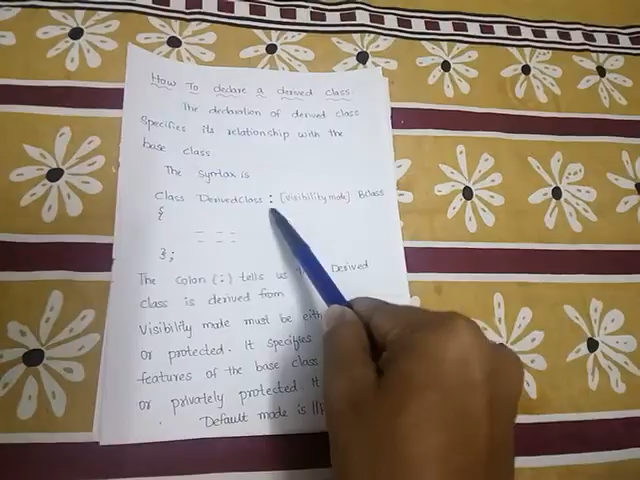 How To declare a derived class
The declaration of derived class
specifies its relationship with the
base class.
The syntax is
Class DerivedClass : [visibility mode] Bclass
{
--- --- ---
--- --- ---
};
The colon (:) tells us Derived
class is derived from
Visibility mode must be
or protected. It specifies
features of the base class
or privately protected.
Default mode is